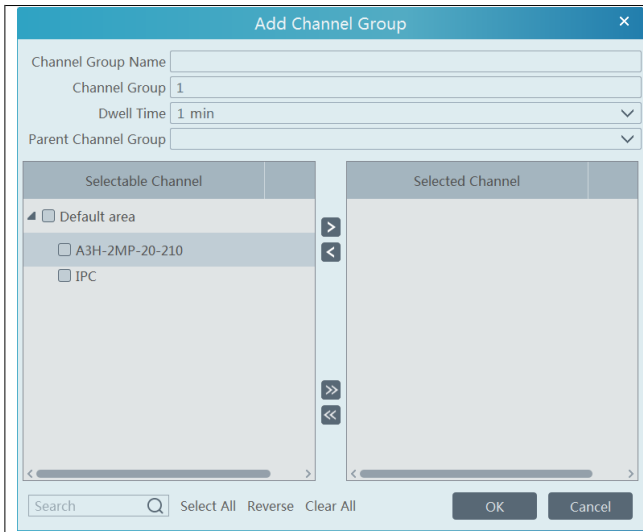 Add Channel Group
Channel Group Name
Channel Group 1
Dwell Time 1 min
Parent Channel Group
Selectable Channel Selected Channel
Default area
A3H-2MP-20-210
IPC
Search Select All Reverse Clear All OK Cancel